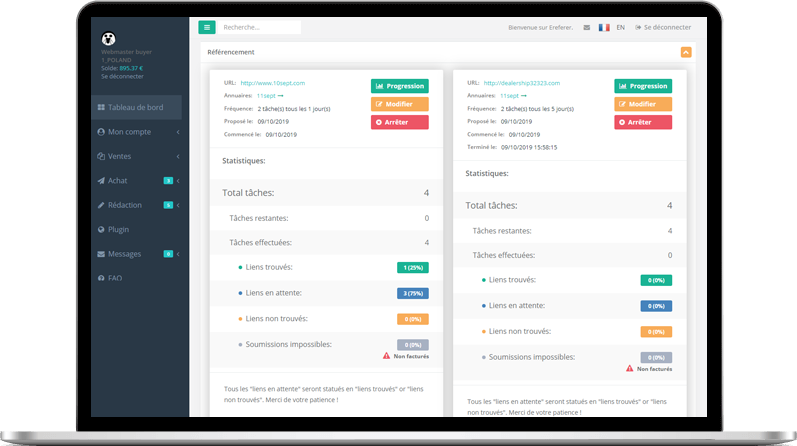 Webmaster buyer
1_POLAND
Solde: 895.37 €
Se déconnecter
Tableau de bord
Mon compte
Ventes
Achat
Rédaction
Plugin
Messages
FAQ
Recherche...
Bienvenue sur Ereferer.
EN
Se déconnecter
Référencement
URL: http://www.10sept.com
Annuaires: 11sept
Fréquence: 2 tâche(s) tous les 1 jour(s)
Proposé le: 09/10/2019
Commencé le: 09/10/2019
Progression
Modifier
Arrêter
Statistiques:
Total tâches: 4
Tâches restantes: 0
Tâches effectuées: 4
Liens trouvés: 1 (25%)
Liens en attente: 3 (75%)
Liens non trouvés: 0 (0%)
Soumissions impossibles: 0 (0%)
Non facturés
Tous les "liens en attente" seront statués en "liens trouvés" or "liens
non trouvés". Merci de votre patience !
URL: http://dealership32323.com
Annuaires: 11sept
Fréquence: 2 tâche(s) tous les 5 jour(s)
Proposé le: 09/10/2019
Commencé le: 09/10/2019
Terminé le: 09/10/2019 15:58:15
Progression
Modifier
Arrêter
Statistiques:
Total tâches: 4
Tâches restantes: 4
Tâches effectuées: 0
Liens trouvés: 0 (0%)
Liens en attente: 0 (0%)
Liens non trouvés: 0 (0%)
Soumissions impossibles: 0 (0%)
Non facturés
Tous les "liens en attente" seront statués en "liens trouvés" or "liens
non trouvés". Merci de votre patience !